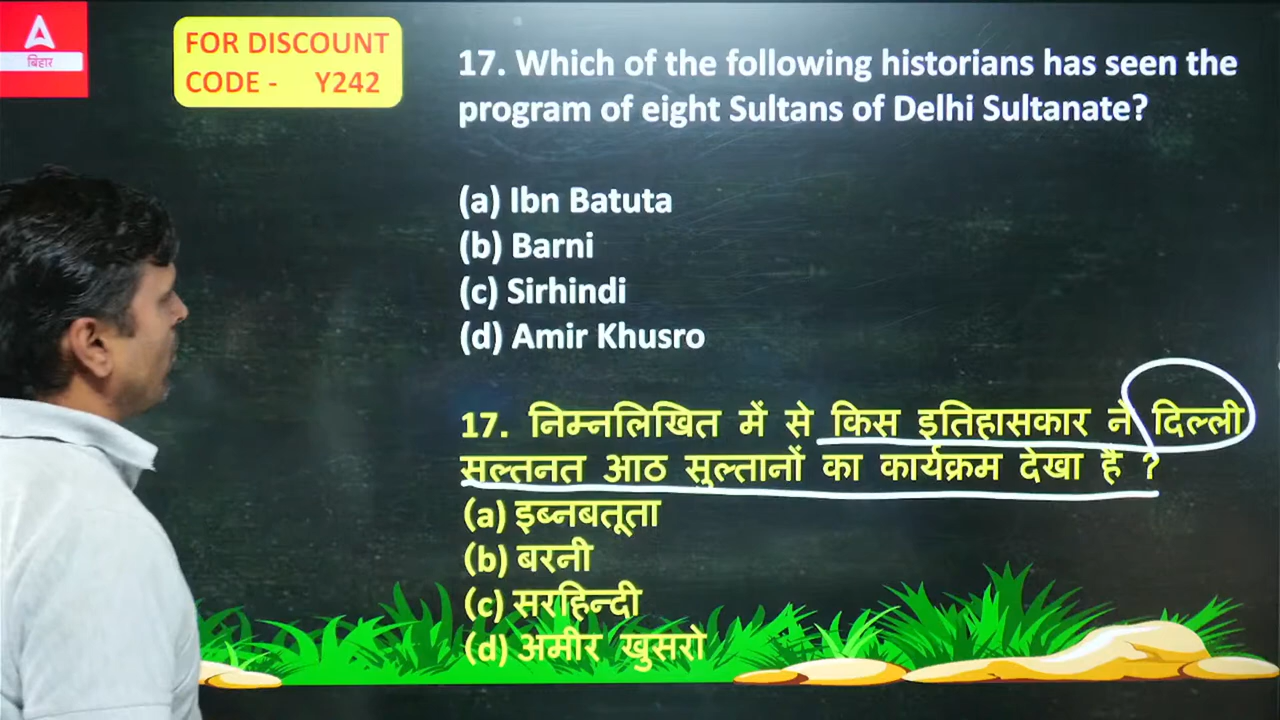 बिहार
FOR DISCOUNT
CODE - Y242
17. Which of the following historians has seen the
program of eight Sultans of Delhi Sultanate?
(a) Ibn Batuta
(b) Barni
(c) Sirhindi
(d) Amir Khusro
17. निम्नलिखित में से किस इतिहासकार ने दिल्ली
सल्तनत आठ सुल्तानों का कार्यक्रम देखा है ?
(a) इब्नबतूता
(b) बरनी
(c) सरहिन्दी
(d) अमीर खुसरो